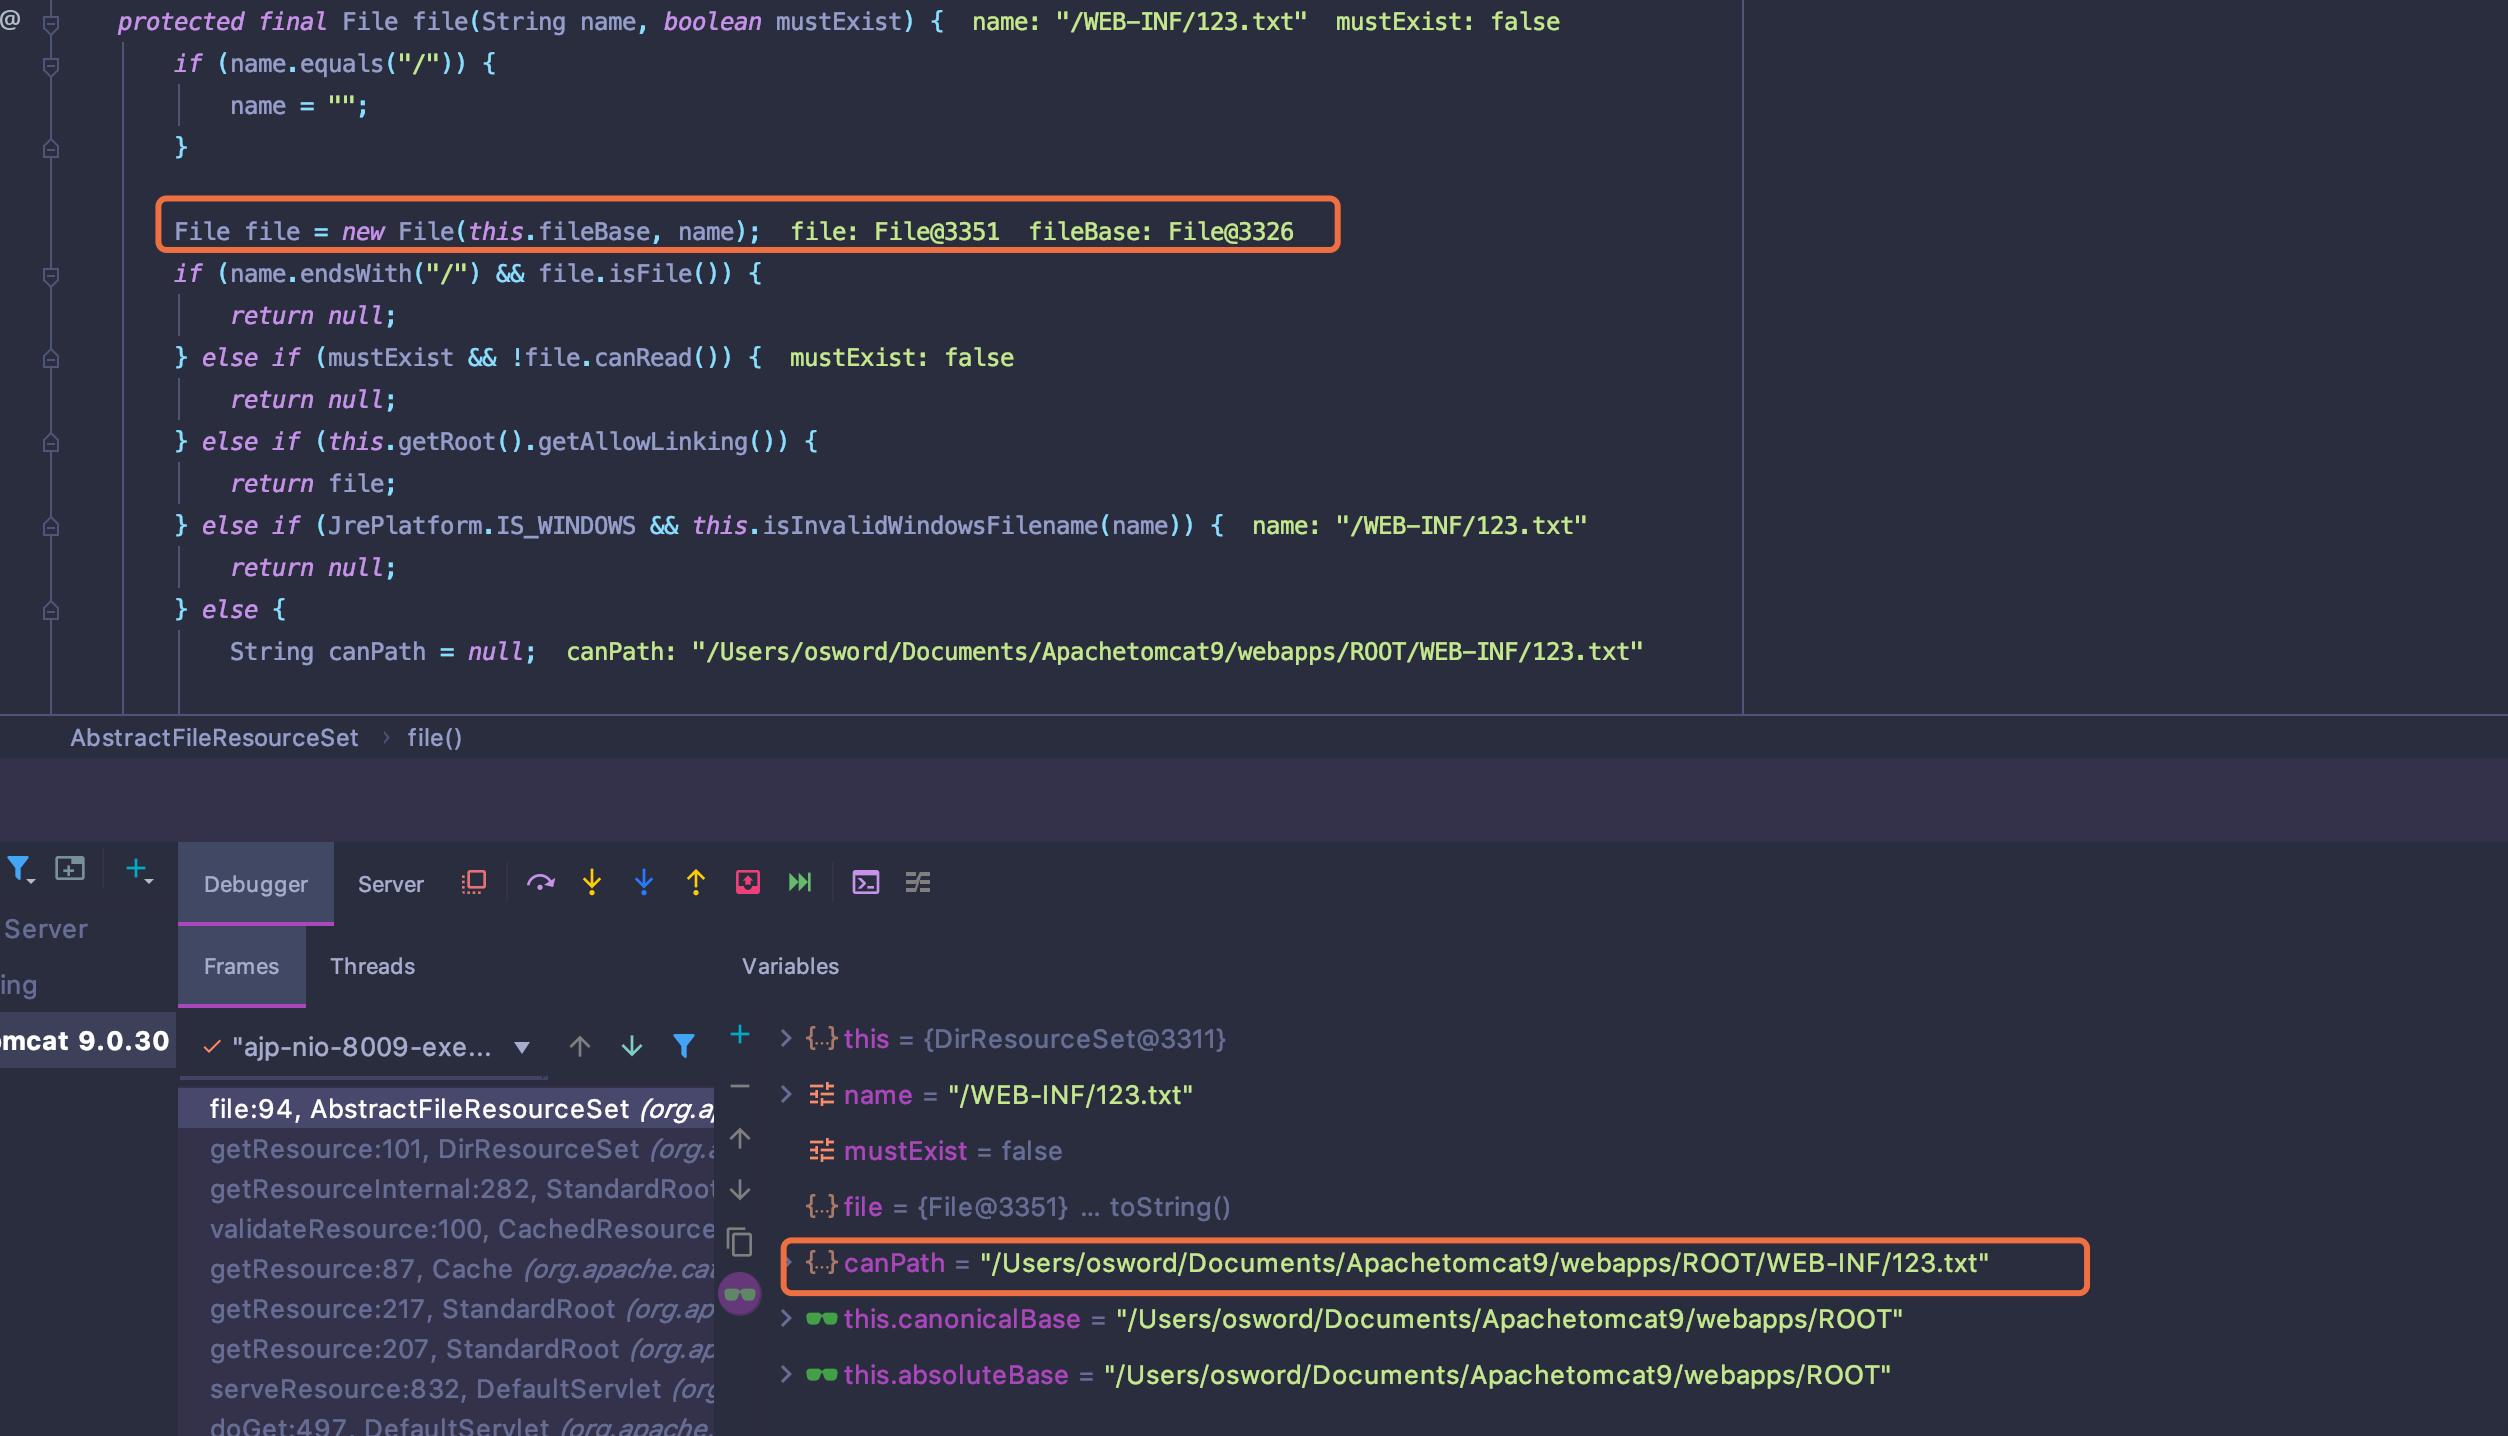 @ protected final File file(String name, boolean mustExist) {  name: "/WEB-INF/123.txt"  mustExist: false
if (name.equals("/")) {
name = "";
}
File file = new File(this.fileBase, name);  file: File@3351  fileBase: File@3326
if (name.endsWith("/") && file.isFile()) {
return null;
} else if (mustExist && !file.canRead()) {  mustExist: false
return null;
} else if (this.getRoot().getAllowLinking()) {
return file;
} else if (JrePlatform.IS_WINDOWS && this.isInvalidWindowsFilename(name)) {  name: "/WEB-INF/123.txt"
return null;
} else {
String canPath = null;  canPath: "/Users/osword/Documents/Apachetomcat9/webapps/ROOT/WEB-INF/123.txt"
AbstractFileResourceSet › file()
Debugger
Server
Server
ing
omcat 9.0.30
Frames
Threads
"ajp-nio-8009-exe...
file:94, AbstractFileResourceSet (org.ap
getResource:101, DirResourceSet (org.a
getResourceInternal:282, StandardRoot
validateResource:100, CachedResource
getResource:87, Cache (org.apache.cat
getResource:217, StandardRoot (org.ap
getResource:207, StandardRoot (org.ap
serveResource:832, DefaultServlet (org
doGet:497, DefaultServlet (org.apache.
Variables
{...} this = {DirResourceSet@3311}
name = "/WEB-INF/123.txt"
mustExist = false
{...} file = {File@3351} ... toString()
{...} canPath = "/Users/osword/Documents/Apachetomcat9/webapps/ROOT/WEB-INF/123.txt"
this.canonicalBase = "/Users/osword/Documents/Apachetomcat9/webapps/ROOT"
this.absoluteBase = "/Users/osword/Documents/Apachetomcat9/webapps/ROOT"